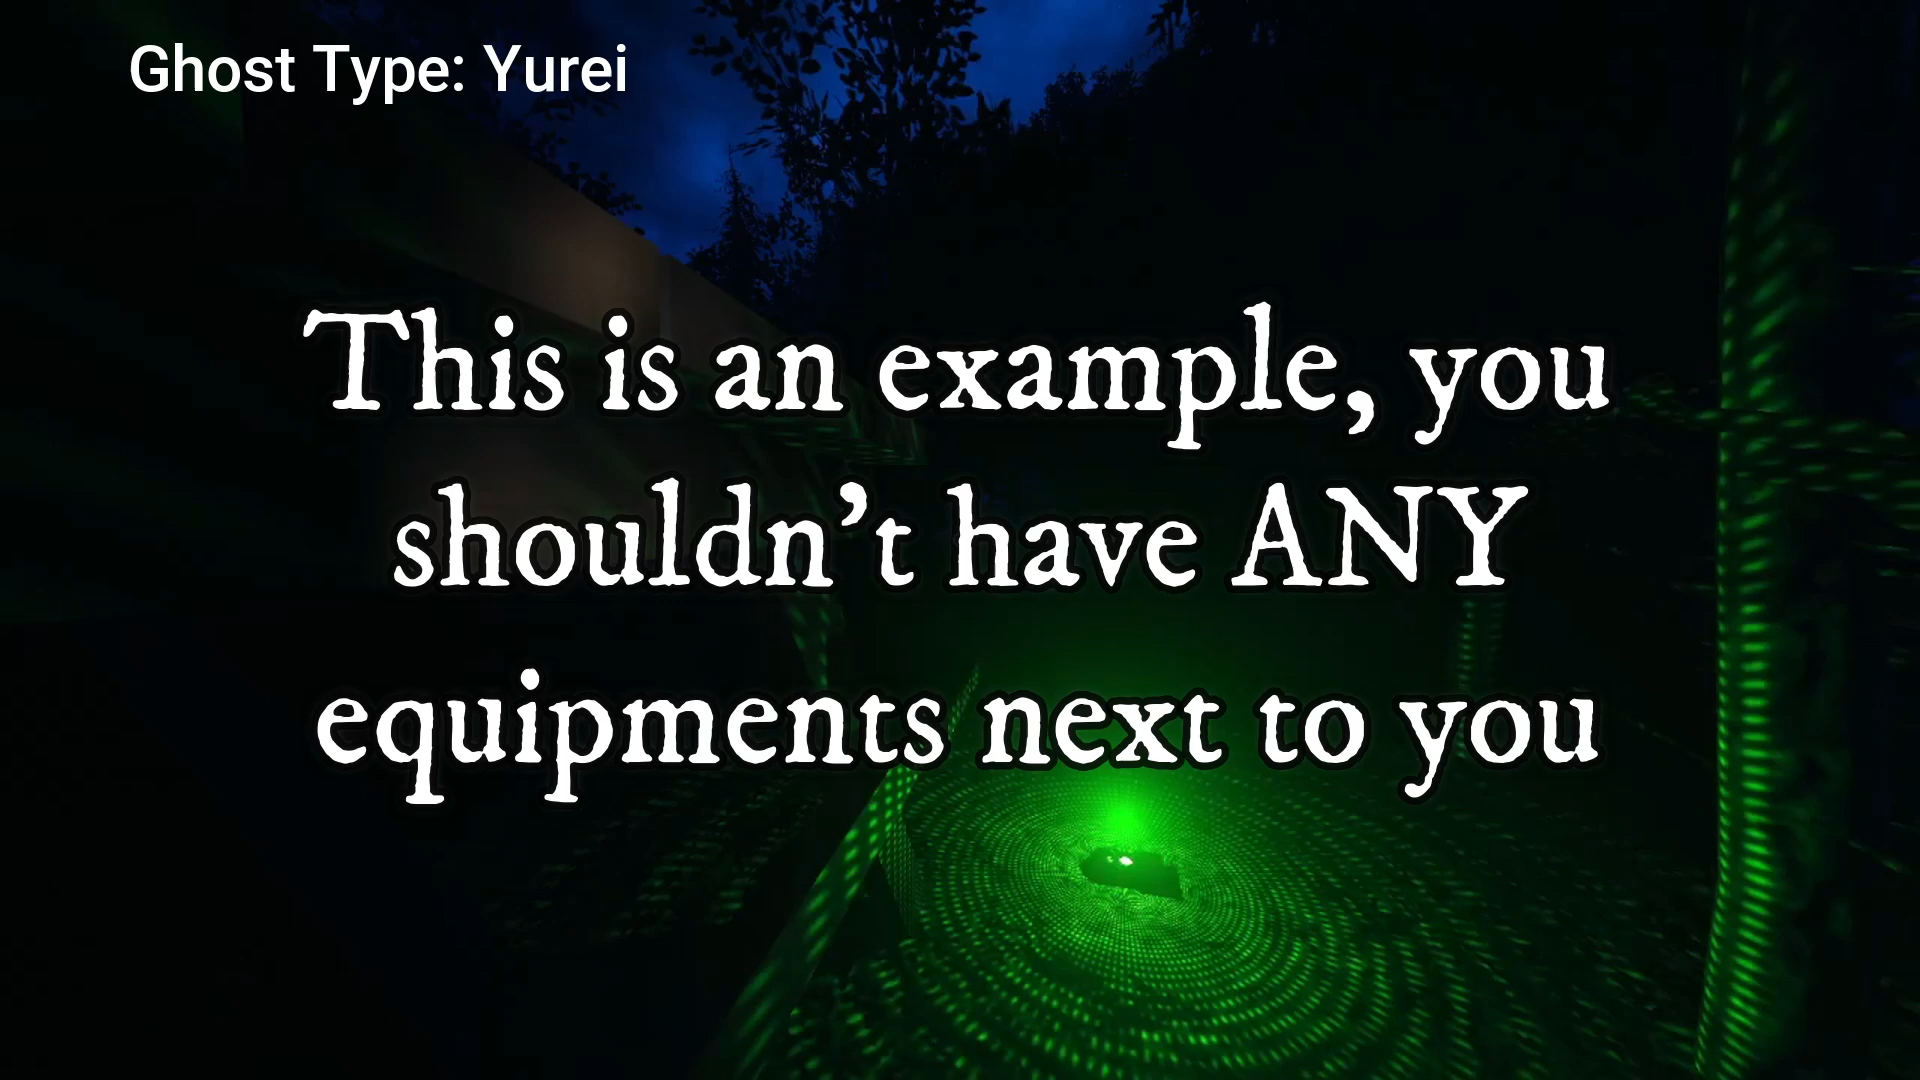 Ghost Type: Yurei
This is an example, you
shouldn't have ANY
equipments next to you